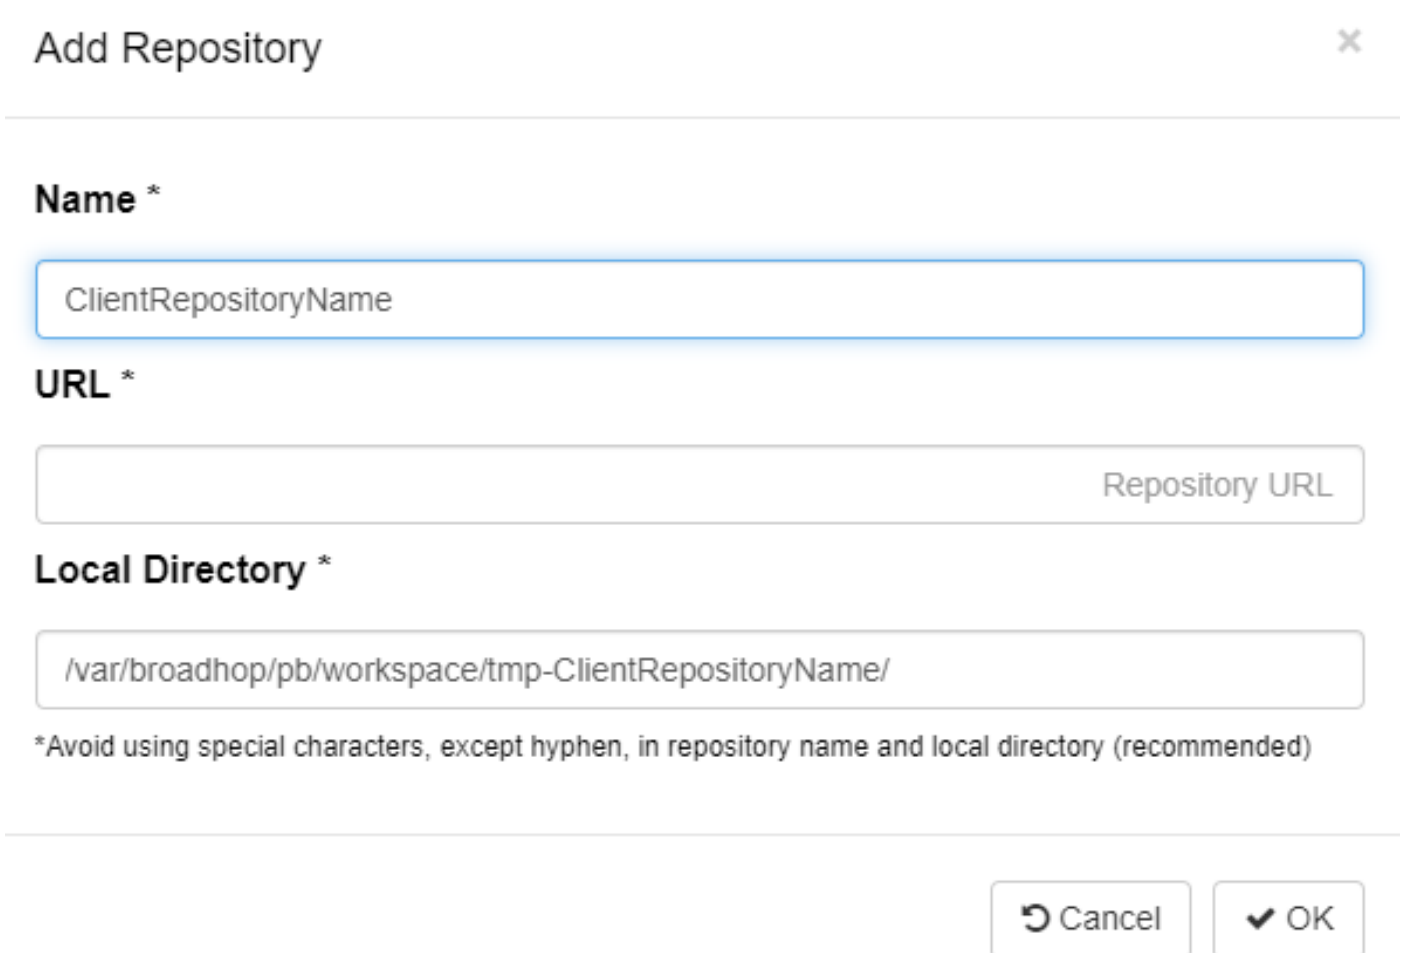 Add Repository ×
Name *
ClientRepositoryName
URL *
Repository URL
Local Directory *
/var/broadhop/pb/workspace/tmp-ClientRepositoryName/
*Avoid using special characters, except hyphen, in repository name and local directory (recommended)
Cancel OK